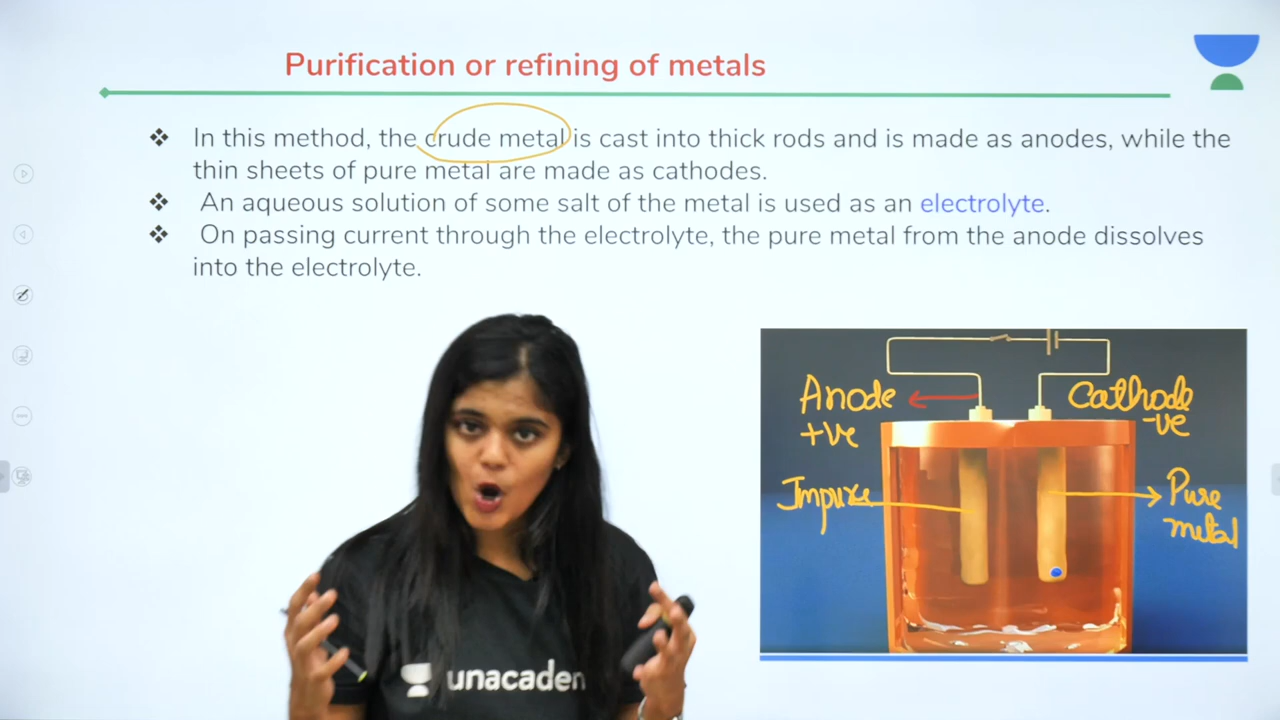 Purification or refining of metals
❖ In this method, the crude metal is cast into thick rods and is made as anodes, while the
thin sheets of pure metal are made as cathodes.
❖ An aqueous solution of some salt of the metal is used as an electrolyte.
❖ On passing current through the electrolyte, the pure metal from the anode dissolves
into the electrolyte.
Anode
+ve
Cathode
-ve
Impure
Pure
metal
unacadem